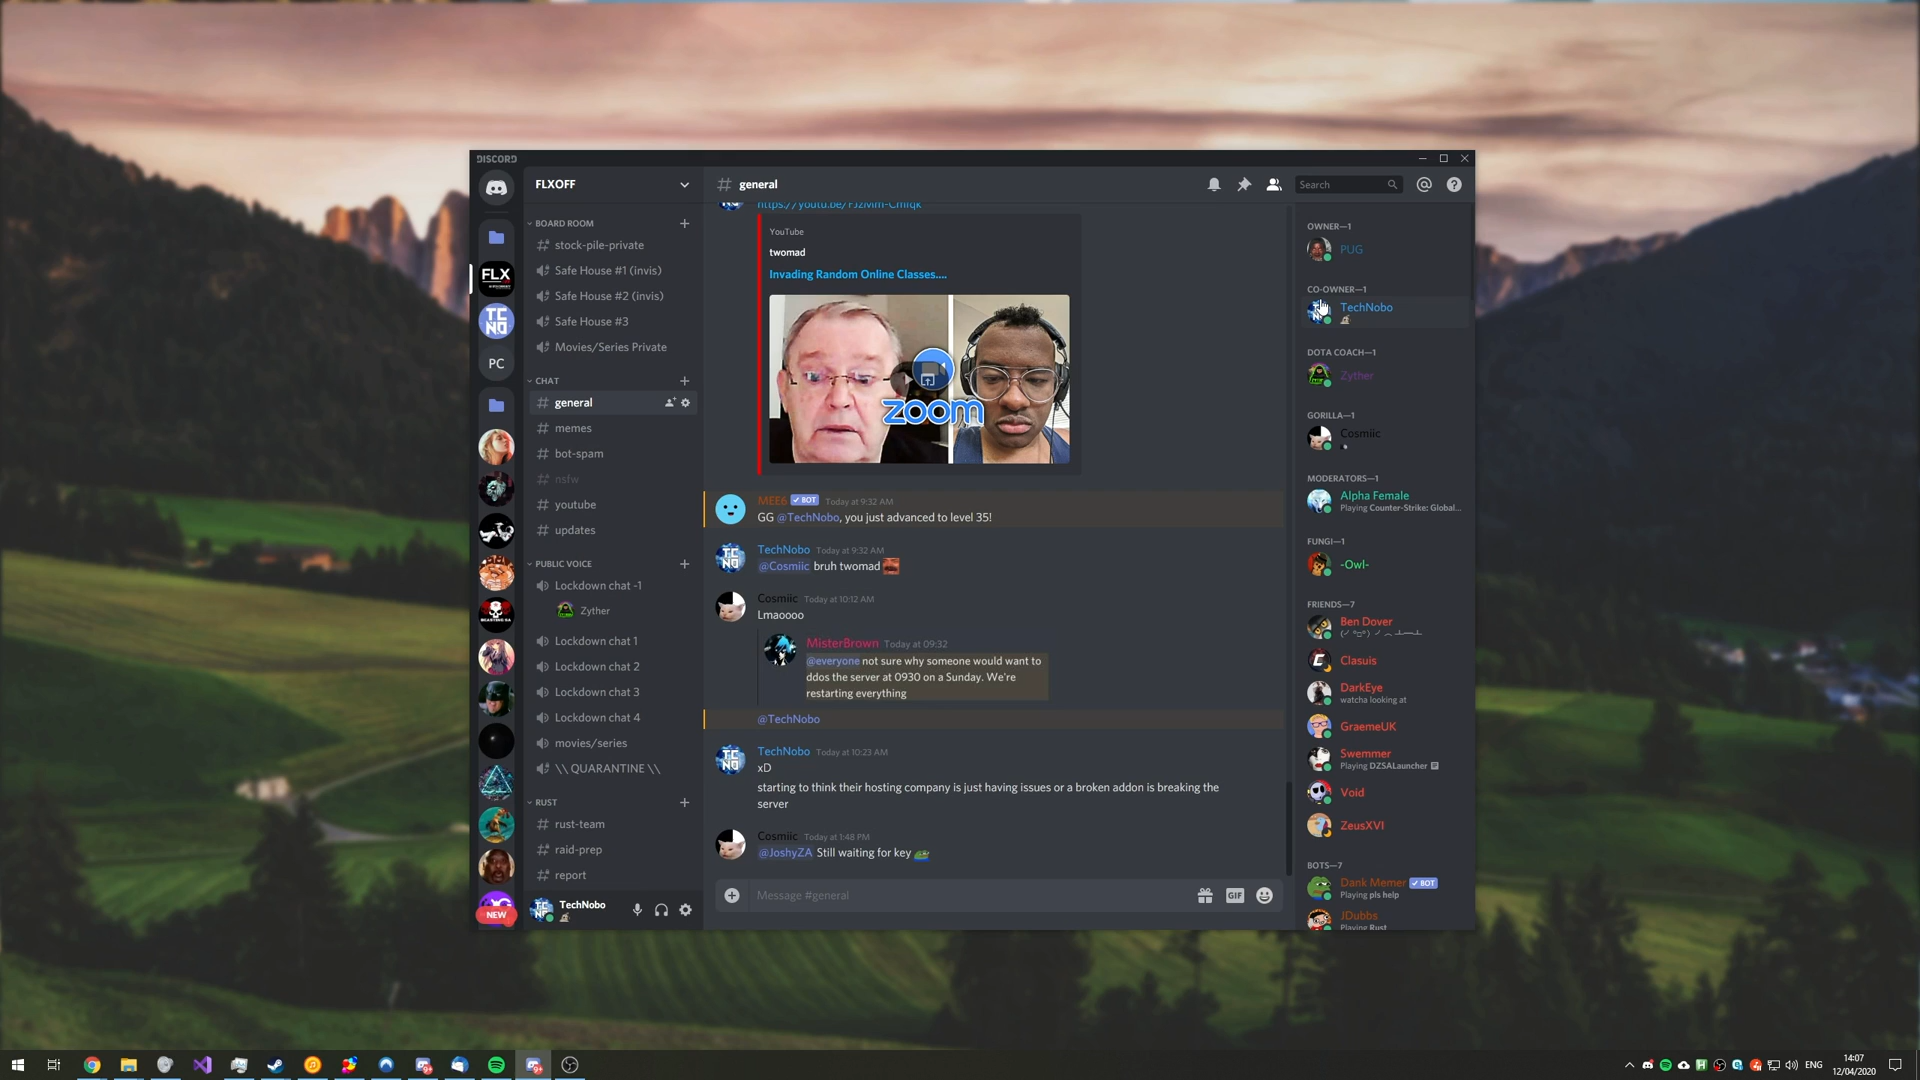 DISCORD
FLXOFF
general
Search
BOARD ROOM
stock-pile-private
Safe House #1 (invis)
Safe House #2 (invis)
Safe House #3
Movies/Series Private
CHAT
general
memes
bot-spam
nsfw
youtube
updates
PUBLIC VOICE
Lockdown chat -1
Zyther
Lockdown chat 1
Lockdown chat 2
Lockdown chat 3
Lockdown chat 4
movies/series
\\ QUARANTINE \\
RUST
rust-team
raid-prep
report
TechNobo
FLX
TC
NO
PC
NEW
YouTube
twomad
Invading Random Online Classes....
zoom
MEE6 BOT Today at 9:32 AM
GG @TechNobo, you just advanced to level 35!
TechNobo Today at 9:32 AM
@Cosmiic bruh twomad
Cosmiic Today at 10:12 AM
Lmaoooo
MisterBrown Today at 09:32
@everyone not sure why someone would want to
ddos the server at 0930 on a Sunday. We're
restarting everything
@TechNobo
TechNobo Today at 10:23 AM
xD
starting to think their hosting company is just having issues or a broken addon is breaking the
server
Cosmiic Today at 1:48 PM
@JoshyZA Still waiting for key
Message #general
GIF
OWNER—1
PUG
CO-OWNER—1
TechNobo
DOTA COACH—1
Zyther
GORILLA—1
Cosmiic
MODERATORS—1
Alpha Female
Playing Counter-Strike: Global...
FUNGI—1
-Owl-
FRIENDS—7
Ben Dover
Clasuis
DarkEye
watcha looking at
GraemeUK
Swemmer
Playing DZSALauncher
Void
ZeusXVI
BOTS—7
Dank Memer BOT
Playing pls help
JDubbs
Playing Rust
ENG
14:07
12/04/2020